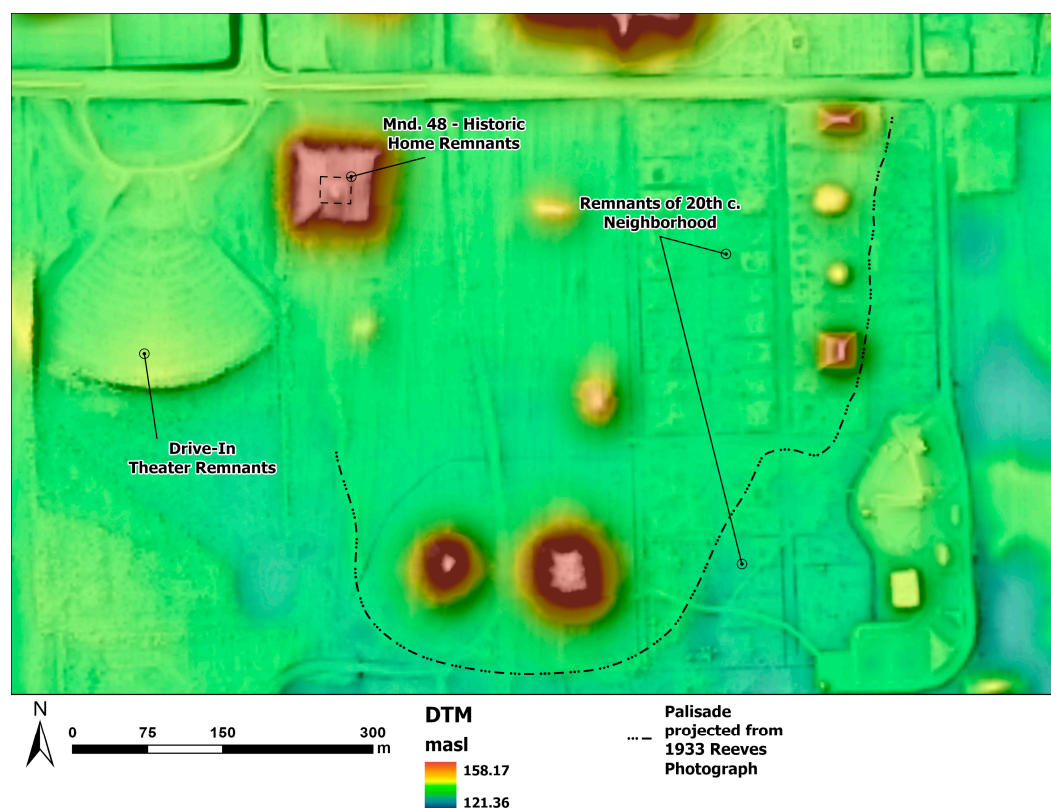 Mnd. 48 - Historic
Home Remnants
Remnants of 20th c.
Neighborhood
Drive-In
Theater Remnants
N
0 75 150 300
m
DTM
masl
158.17
121.36
Palisade
projected from
1933 Reeves
Photograph